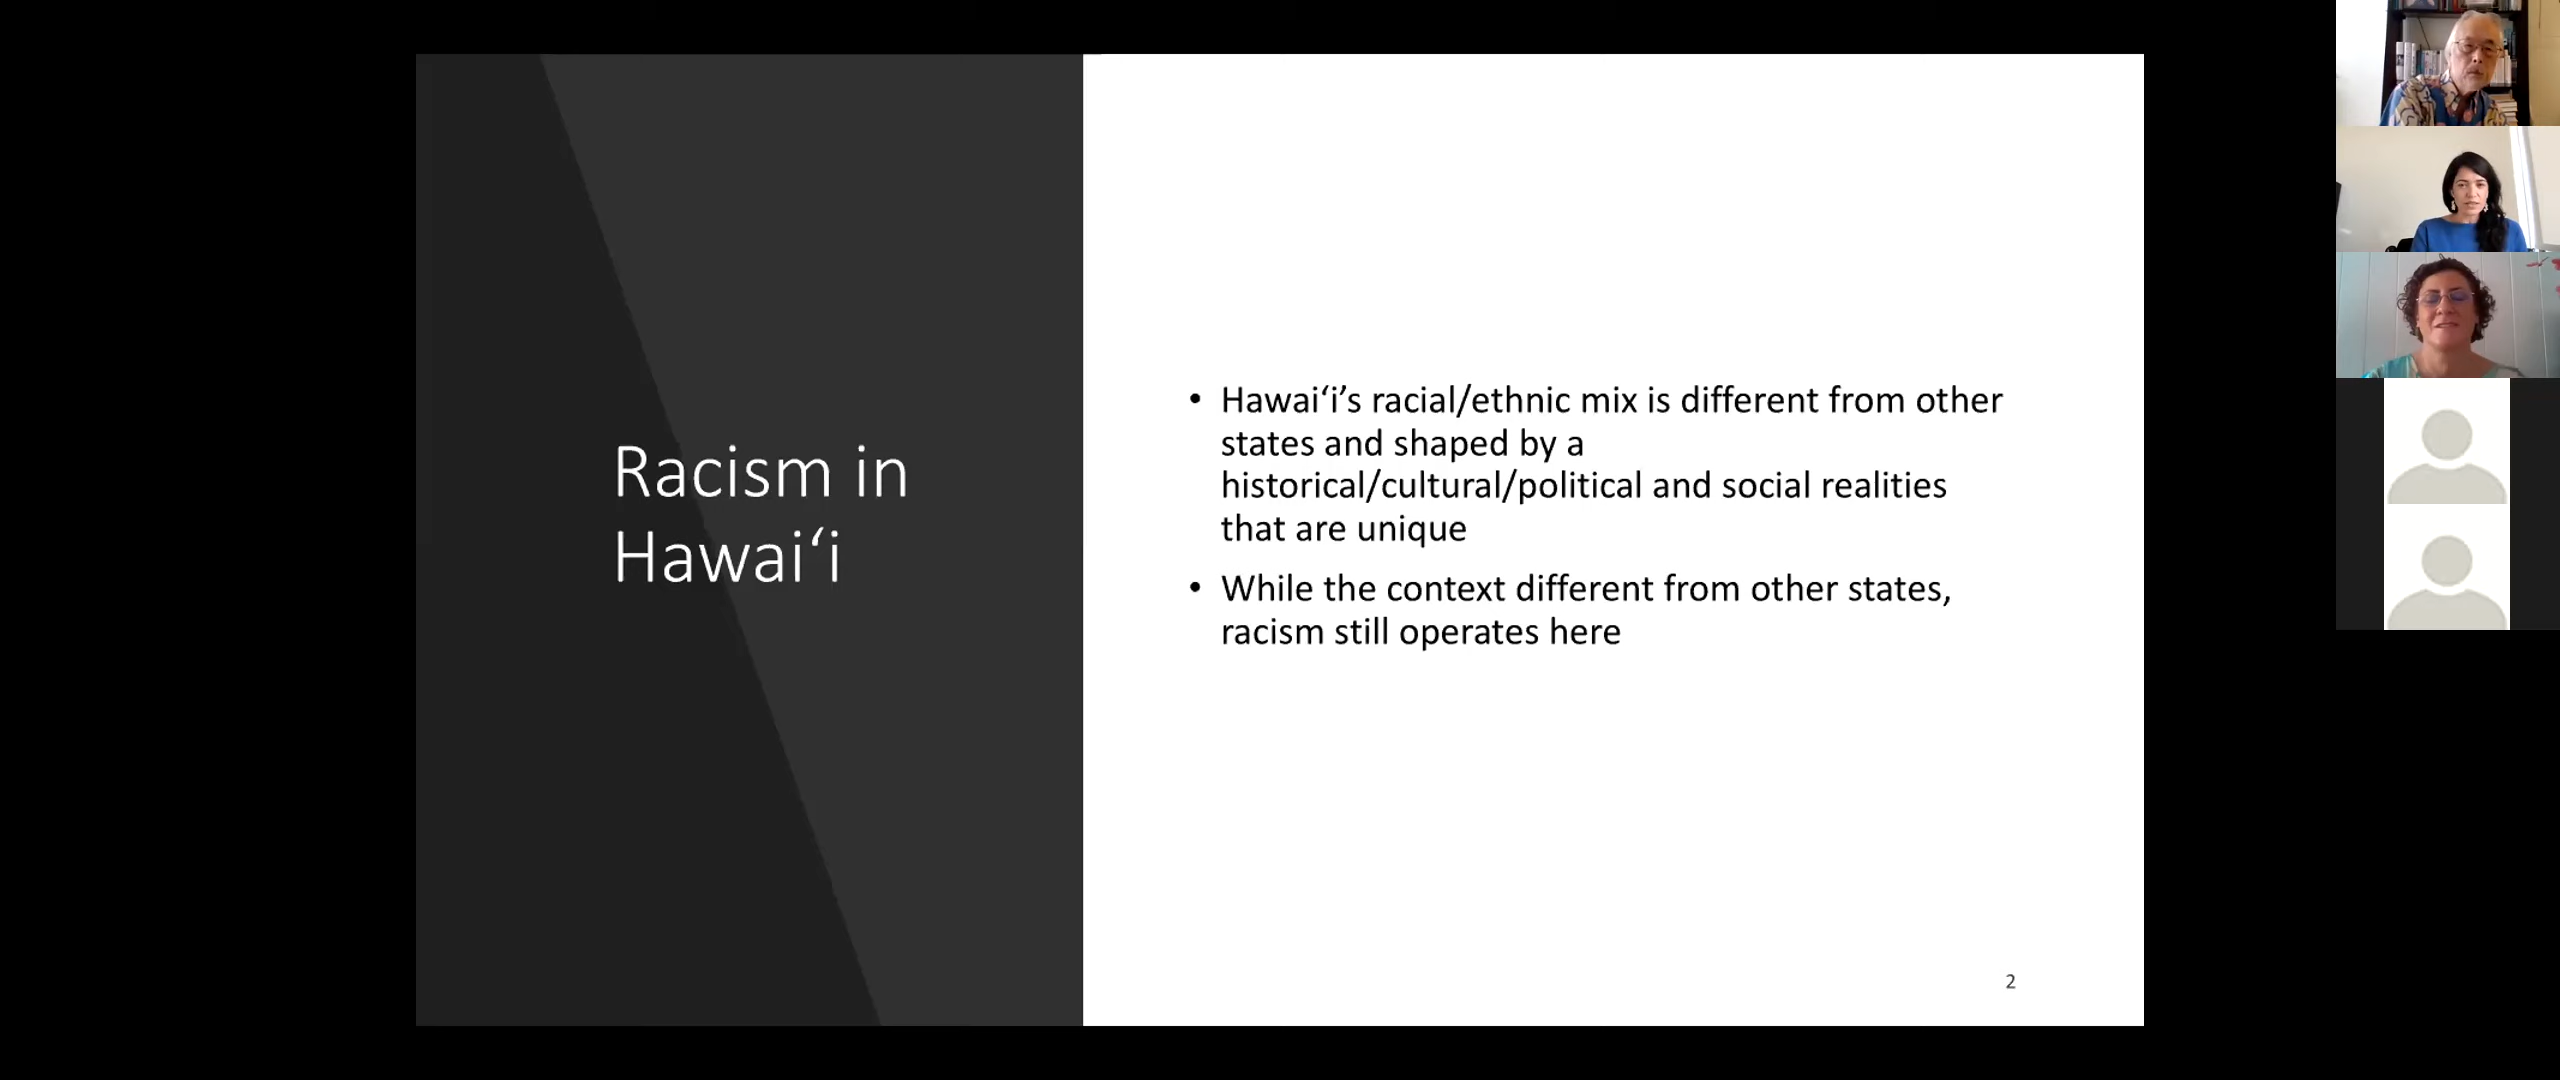 Racism in
Hawaiʻi
• Hawaiʻi’s racial/ethnic mix is different from other
states and shaped by a
historical/cultural/political and social realities
that are unique
• While the context different from other states,
racism still operates here
2